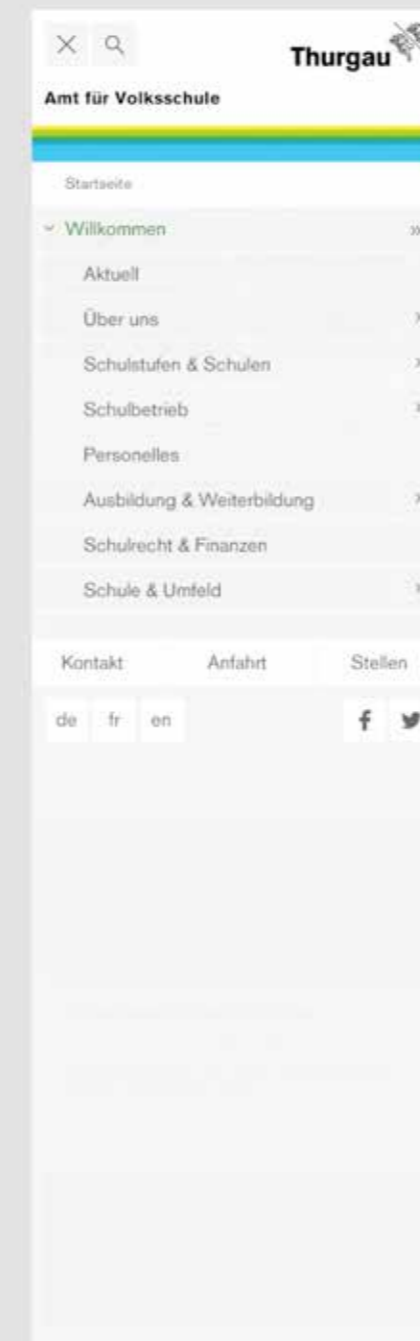 Thurgau
Amt für Volksschule
Startseite
Willkommen
Aktuell
Über uns
Schulstufen & Schulen
Schulbetrieb
Personelles
Ausbildung & Weiterbildung
Schulrecht & Finanzen
Schule & Umfeld
Kontakt Anfahrt Stellen
de fr en